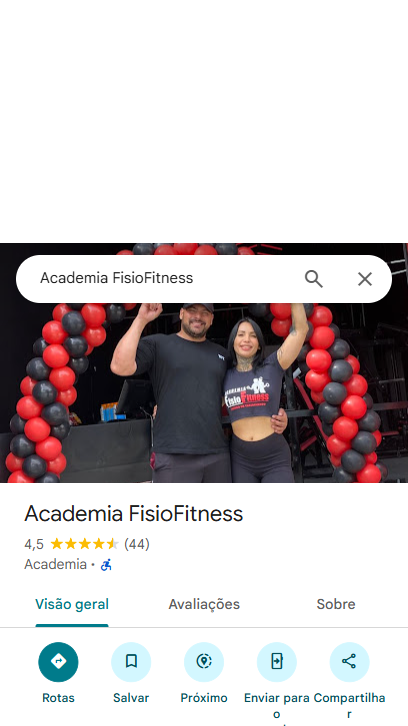 Academia FisioFitness
ACADEMIA
FisioFitness
Academia FisioFitness
4,5 (44)
Academia ·
Visão geral Avaliações Sobre
Rotas Salvar Próximo Enviar para o Compartilhar